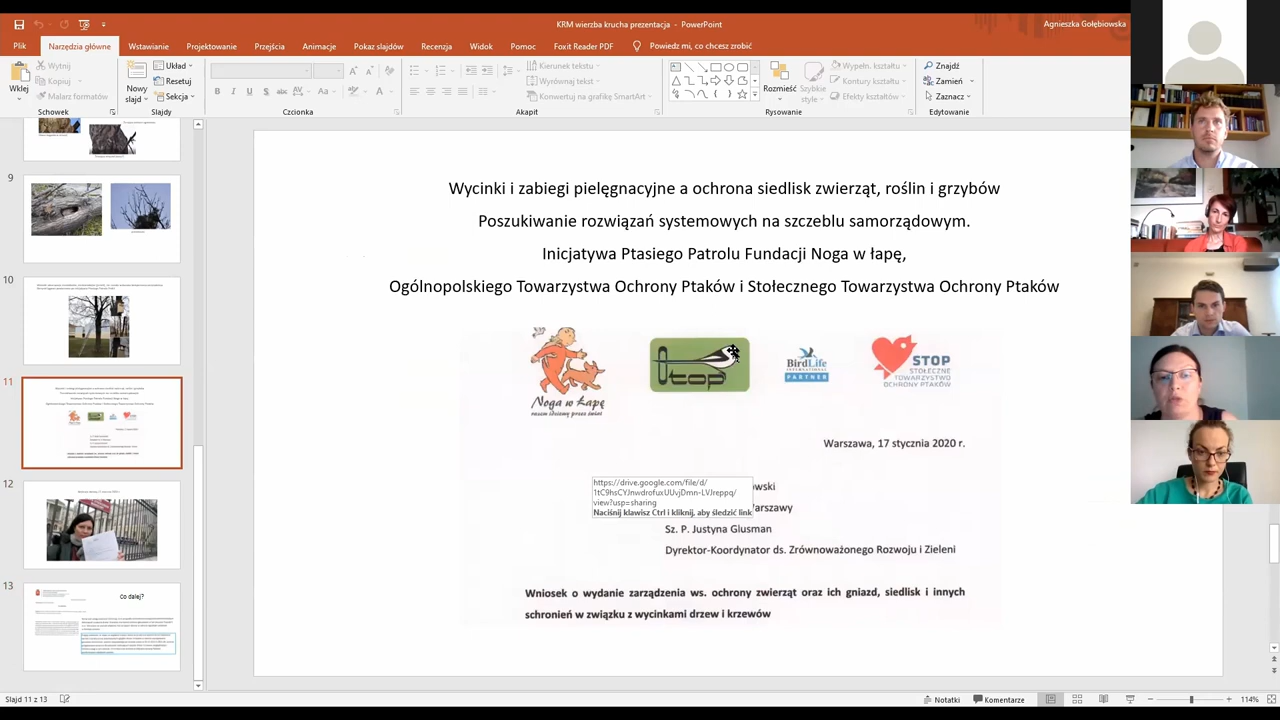 KRM wierzba krucha prezentacja - PowerPoint
Agnieszka Gołębiowska
Plik
Narzędzia główne
Wstawianie
Projektowanie
Przejścia
Animacje
Pokaz slajdów
Recenzja
Widok
Pomoc
Foxit Reader PDF
Powiedz mi, co chcesz zrobić
Wklej
Wytnij
Kopiuj
Malarz formatów
Schowek
Nowy
slajd
Układ
Resetuj
Sekcja
Slajdy
Czcionka
Kierunek tekstu
Wyrównaj tekst
Konwertuj na grafikę SmartArt
Akapit
Rozmieść
Szybkie
style
Wypełn. kształtu
Kontury kształtu
Efekty kształtów
Rysowanie
Znajdź
Zamień
Zaznacz
Edytowanie
9
10
11
12
13
Co dalej?
Wycinki i zabiegi pielęgnacyjne a ochrona siedlisk zwierząt, roślin i grzybów
Poszukiwanie rozwiązań systemowych na szczeblu samorządowym.
Inicjatywa Ptasiego Patrolu Fundacji Noga w łapę,
Ogólnopolskiego Towarzystwa Ochrony Ptaków i Stołecznego Towarzystwa Ochrony Ptaków
Noga w Łapę
razem idziemy przez świat
otop
BirdLife
INTERNATIONAL
PARTNER
STOP
STOŁECZNE
TOWARZYSTWO
OCHRONY PTAKÓW
Warszawa, 17 stycznia 2020 r.
https://drive.google.com/file/d/
1tC9hsCYJnwdrofuxUUvjDmn-LVJreppq/
view?usp=sharing
Naciśnij klawisz Ctrl i kliknij, aby śledzić link
owski
Warszawy
Sz. P. Justyna Glusman
Dyrektor-Koordynator ds. Zrównoważonego Rozwoju i Zieleni
Wniosek o wydanie zarządzenia ws. ochrony zwierząt oraz ich gniazd, siedlisk i innych
schronień w związku z wycinkami drzew i krzewów
Slajd 11 z 13
Notatki
Komentarze
114%